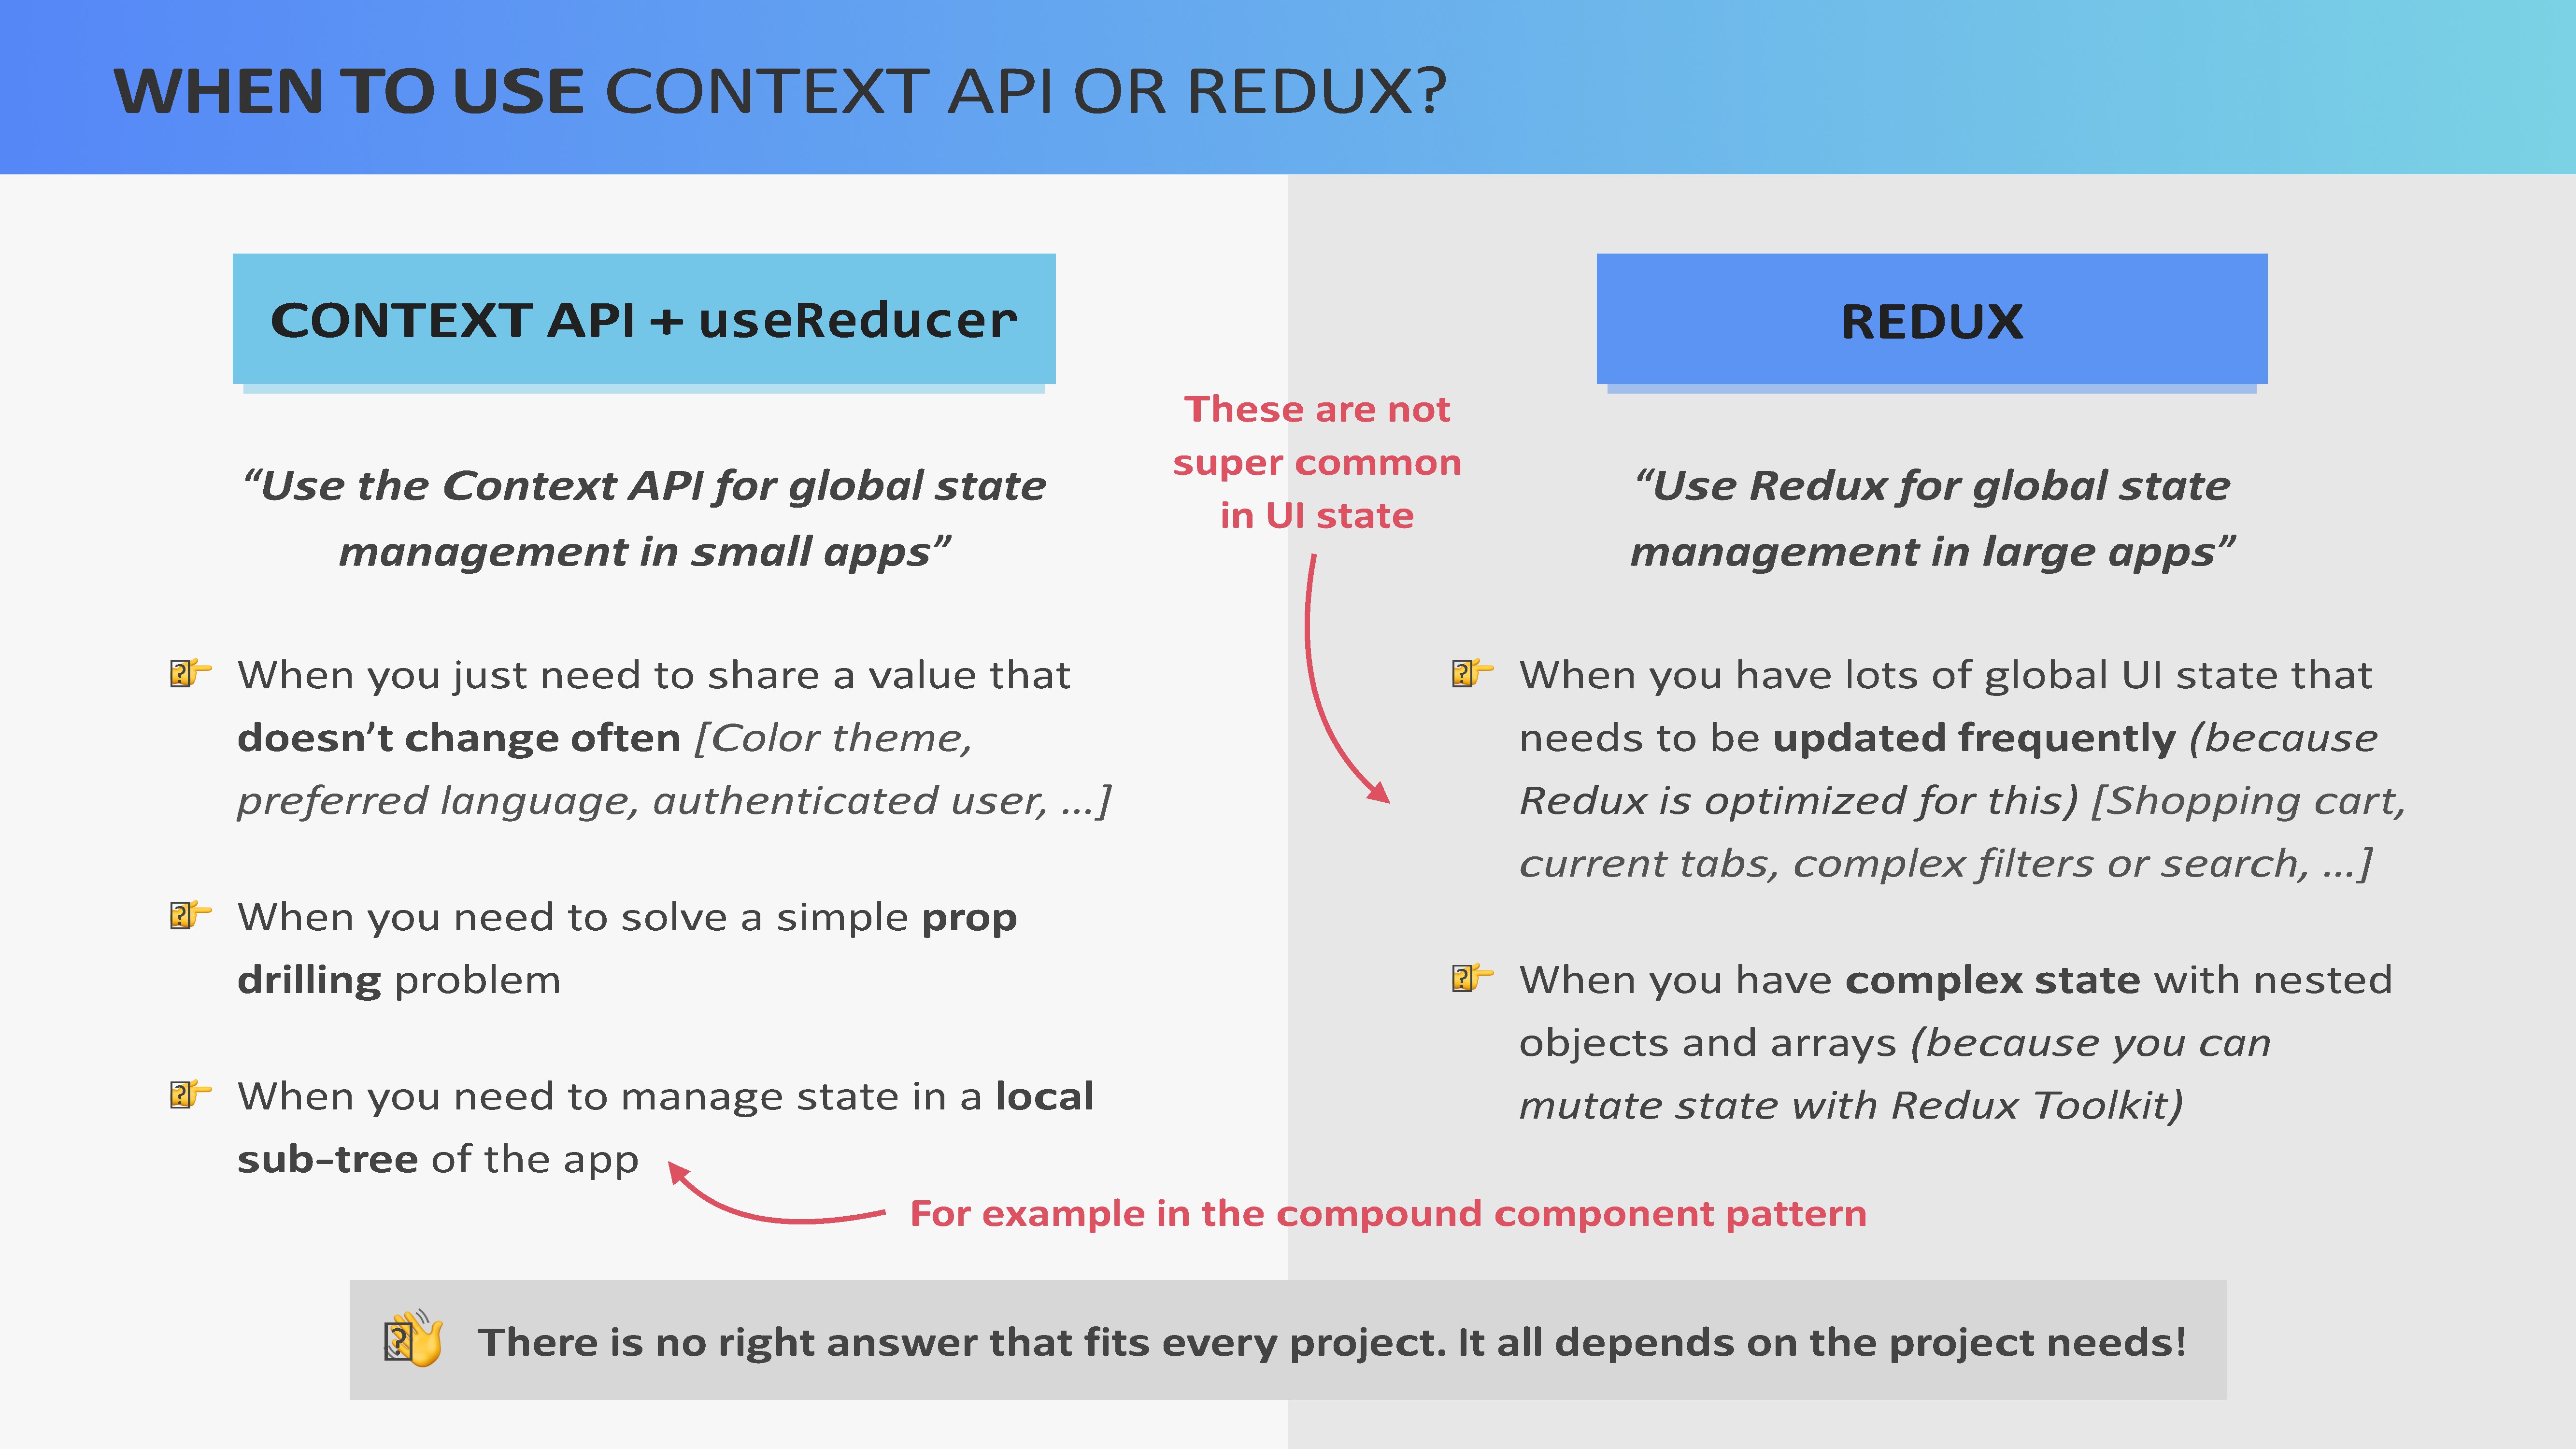 WHEN TO USE CONTEXT API OR REDUX?
CONTEXT API + useReducer
“Use the Context API for global state
management in small apps”
When you just need to share a value that
doesn’t change often [Color theme,
preferred language, authenticated user, …]
When you need to solve a simple prop
drilling problem
When you need to manage state in a local
sub-tree of the app
For example in the compound component pattern
These are not
super common
in UI state
REDUX
“Use Redux for global state
management in large apps”
When you have lots of global UI state that
needs to be updated frequently (because
Redux is optimized for this) [Shopping cart,
current tabs, complex filters or search, …]
When you have complex state with nested
objects and arrays (because you can
mutate state with Redux Toolkit)
There is no right answer that fits every project. It all depends on the project needs!